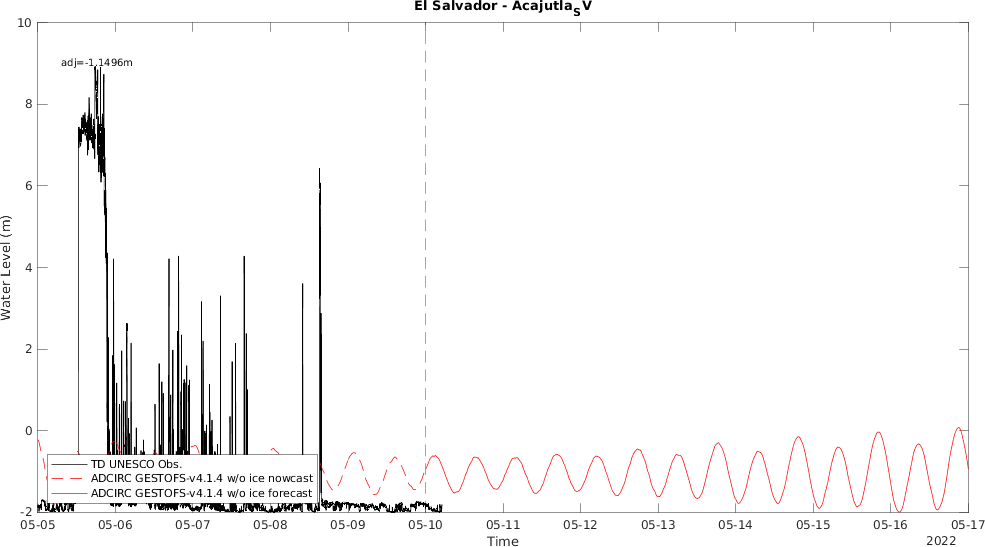 El Salvador - Acajutla_SV
adj=-1.1496m
Water Level (m)
10
8
6
4
2
0
-2
TD UNESCO Obs.
ADCIRC GESTOFS-v4.1.4 w/o ice nowcast
ADCIRC GESTOFS-v4.1.4 w/o ice forecast
05-05 05-06 05-07 05-08 05-09 05-10 05-11 05-12 05-13 05-14 05-15 05-16 05-17
Time
2022